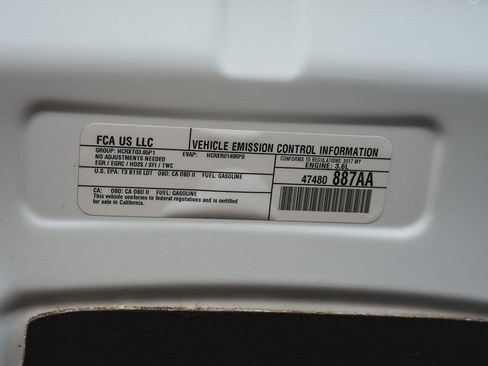 FCA US LLC
VEHICLE EMISSION CONTROL INFORMATION
GROUP: HCRXT03.65P1 EVAP: HCRXR0140RP0
CONFORMS TO REGULATIONS: 2017 MY
NO ADJUSTMENTS NEEDED
ENGINE: 3.6L
EGR / EGRC / HO2S / SFI / TWC
U.S. EPA: T3 B110 LDT OBD: CA OBD II FUEL: GASOLINE
47480 887AA
CA: OBD: CA OBD II FUEL: GASOLINE
This vehicle conforms to federal regulations and is certified
for sale in California.